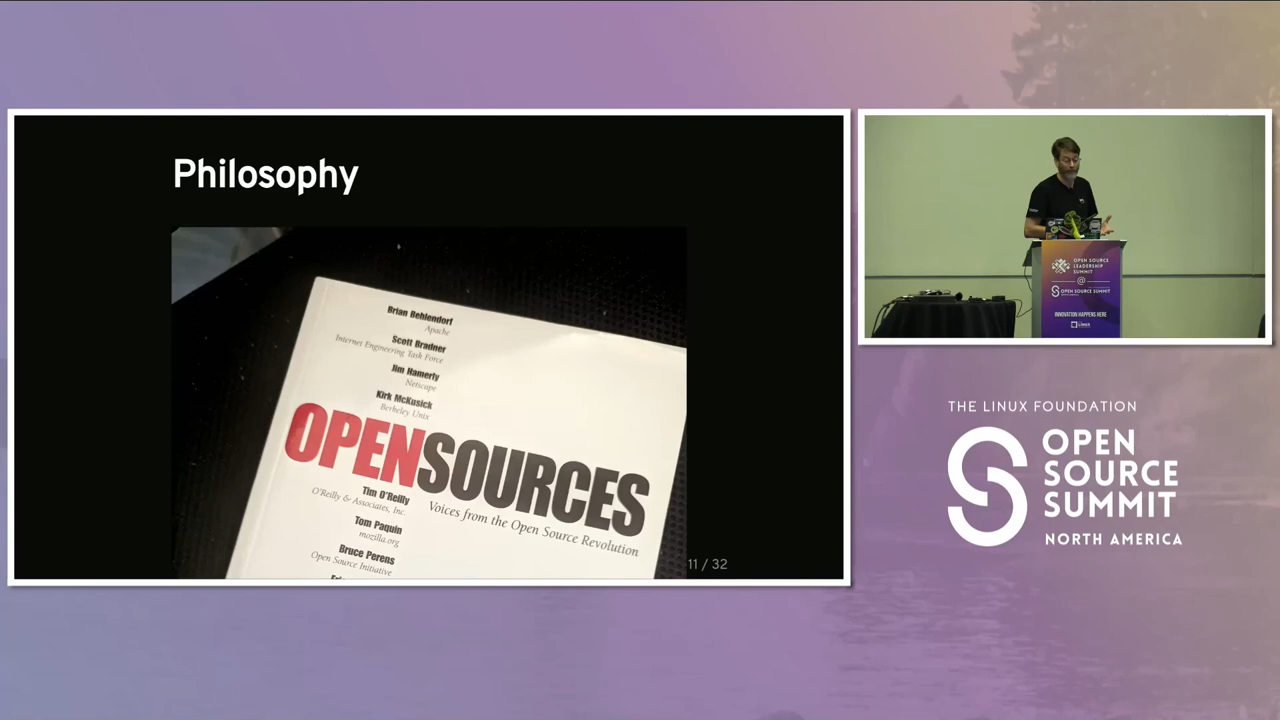 Philosophy
Brian Behlendorf
Apache
Scott Bradner
Internet Engineering Task Force
Jim Hamerly
Netscape
Kirk McKusick
Berkeley Unix
OPENSOURCES
Tim O'Reilly
O'Reilly & Associates, Inc.
Voices from the Open Source Revolution
Tom Paquin
mozilla.org
Bruce Perens
Open Source Initiative
11 / 32
OPEN SOURCE
LEADERSHIP
SUMMIT
@
OPEN SOURCE SUMMIT
INNOVATION HAPPENS HERE
LINUX
THE LINUX FOUNDATION
OPEN
SOURCE
SUMMIT
NORTH AMERICA